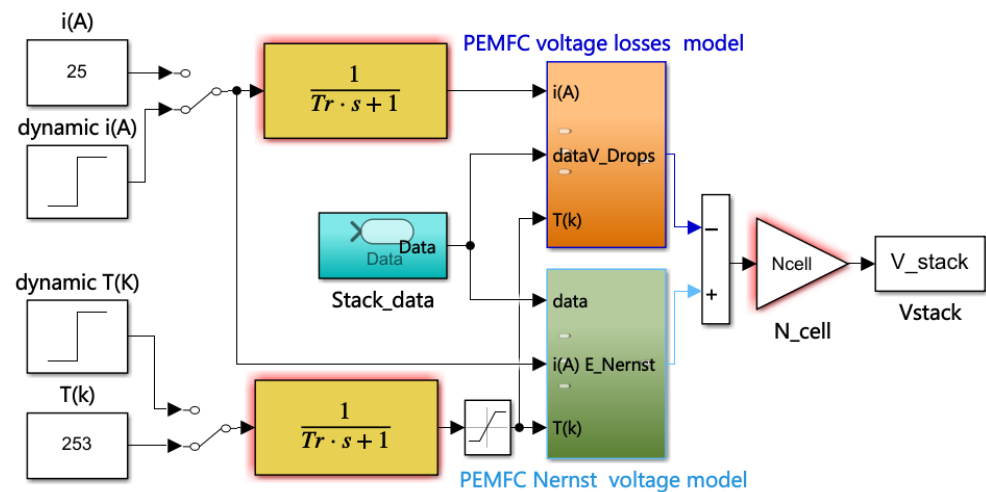 i(A)
25
dynamic i(A)
1
Tr · s + 1
PEMFC voltage losses  model
i(A)
dataV_Drops
T(k)
Data
Data
Stack_data
−
+
Ncell
N_cell
V_stack
Vstack
data
i(A) E_Nernst
T(k)
PEMFC Nernst  voltage model
dynamic T(K)
T(k)
253
1
Tr · s + 1